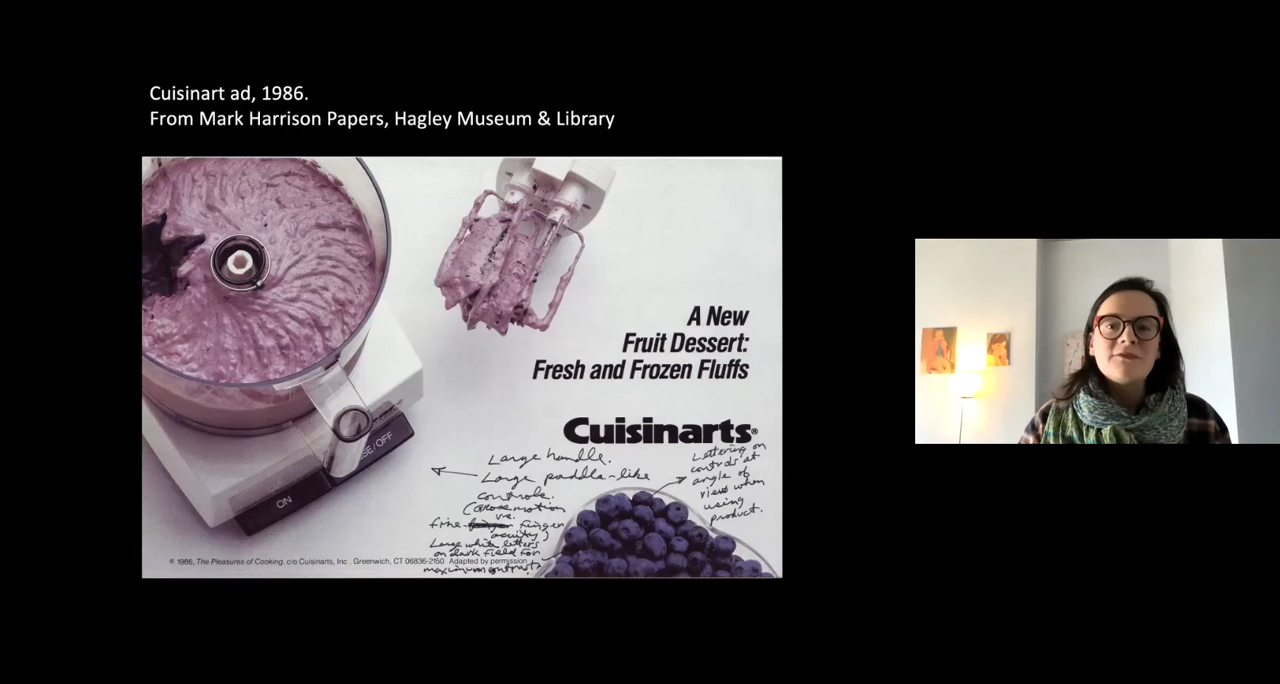 Cuisinart ad, 1986.
From Mark Harrison Papers, Hagley Museum & Library
A New
Fruit Dessert:
Fresh and Frozen Fluffs
Cuisinarts®
Large handle.
Large paddle-like
controls.
(gross motion
vs.
fine finger
acuity)
Large white letters
on dark field for
maximum contrast
Lettering on
controls at
angle of
view when
using
product.
SE/OFF
ON
© 1986, The Pleasures of Cooking, c/o Cuisinarts, Inc., Greenwich, CT 06836-2150 Adapted by permission